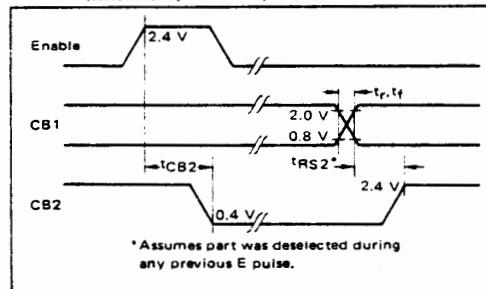 Enable
2.4 V
tr, tf
CB1
2.0 V
0.8 V
tCB2
tRS2*
2.4 V
CB2
0.4 V
*Assumes part was deselected during
any previous E pulse.